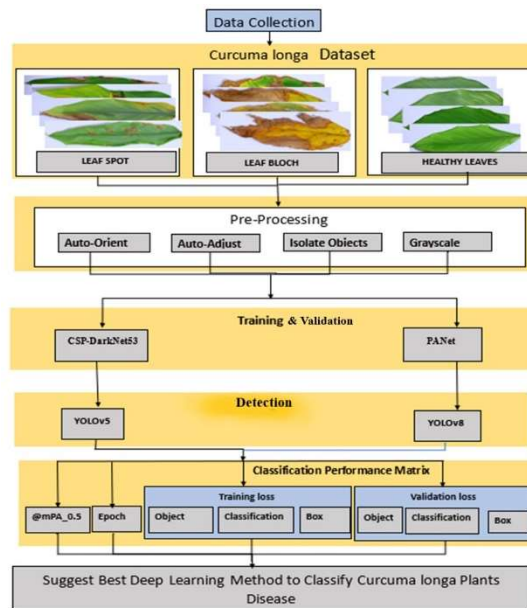 Data Collection
Curcuma longa Dataset
LEAF SPOT
LEAF BLOCH
HEALTHY LEAVES
Pre-Processing
Auto-Orient
Auto-Adjust
Isolate Objects
Grayscale
Training & Validation
CSP-DarkNet53
PANet
Detection
YOLOv5
YOLOv8
Classification Performance Matrix
@mPA_0.5
Epoch
Training loss
Object
Classification
Box
Validation loss
Object
Classification
Box
Suggest Best Deep Learning Method to Classify Curcuma longa Plants
Disease